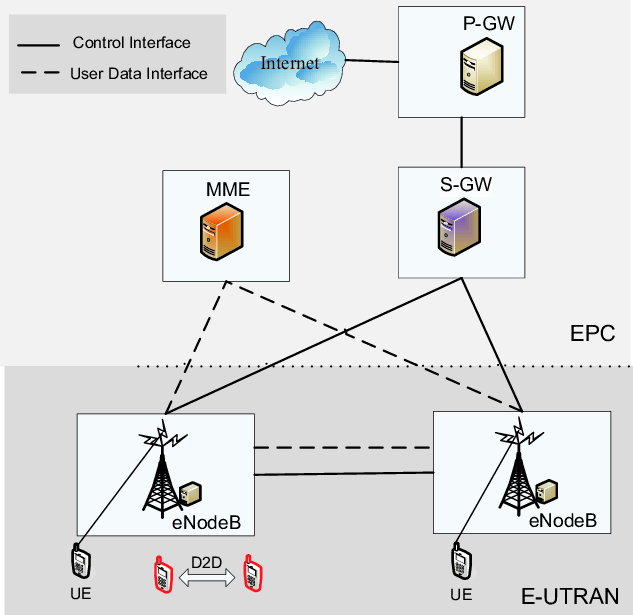 P-GW
Control Interface
User Data Interface
Internet
MME
S-GW
EPC
eNodeB
eNodeB
D2D
UE
UE
E-UTRAN